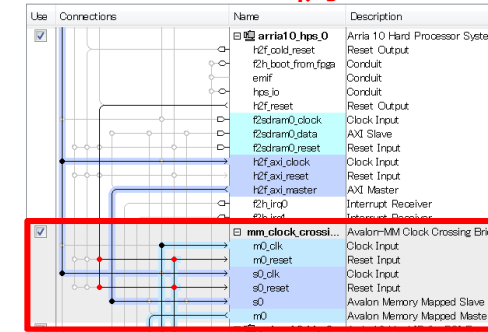 Use Connections Name Description
arria10_hps_0 Arria 10 Hard Processor Syste
h2f_cold_reset Reset Output
f2h_boot_from_fpga Conduit
emif Conduit
hps_io Conduit
h2f_reset Reset Output
f2sdram0_clock Clock Input
f2sdram0_data AXI Slave
f2sdram0_reset Reset Input
h2f_axi_clock Clock Input
h2f_axi_reset Reset Input
h2f_axi_master AXI Master
f2h_irq0 Interrupt Receiver
f2h_irq1 Interrupt Receiver
mm_clock_crossi... Avalon-MM Clock Crossing Brid
m0_clk Clock Input
m0_reset Reset Input
s0_clk Clock Input
s0_reset Reset Input
s0 Avalon Memory Mapped Slave
m0 Avalon Memory Mapped Maste